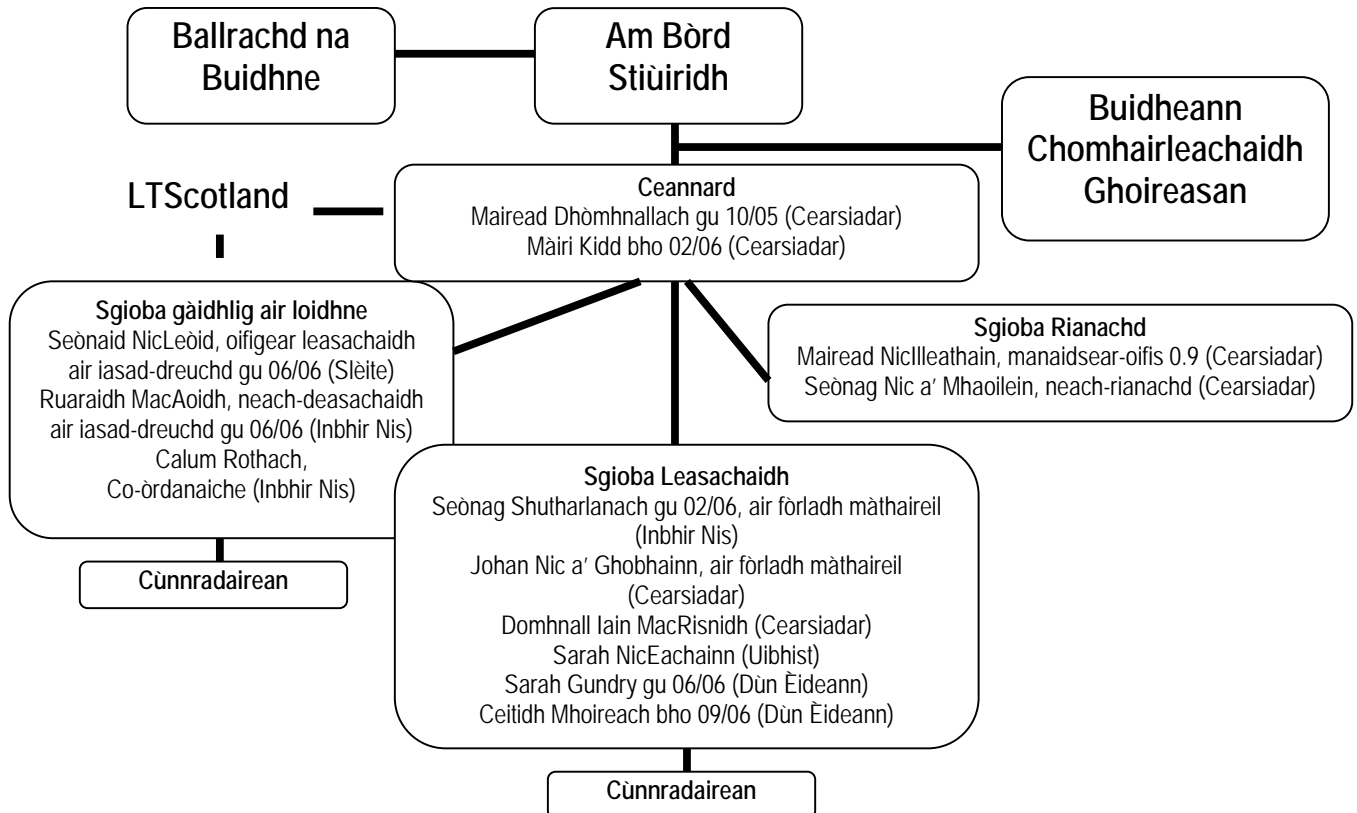 Ballrachd na
Buidhne
Am Bòrd
Stiùiridh
Buidheann
Chomhairleachaidh
Ghoireasan
LTScotland
Ceannard
Mairead Dhòmhnallach gu 10/05 (Cearsiadar)
Màiri Kidd bho 02/06 (Cearsiadar)
Sgioba gàidhlig air loidhne
Seònaid NicLeòid, oifigear leasachaidh
air iasad-dreuchd gu 06/06 (Slèite)
Ruaraidh MacAoidh, neach-deasachaidh
air iasad-dreuchd gu 06/06 (Inbhir Nis)
Calum Rothach,
Co-òrdanaiche (Inbhir Nis)
Cùnnradairean
Sgioba Rianachd
Mairead NicIlleathain, manaidsear-oifis 0.9 (Cearsiadar)
Seònag Nic a' Mhaoilein, neach-rianachd (Cearsiadar)
Sgioba Leasachaidh
Seònag Shutharlanach gu 02/06, air fòrladh màthaireil
(Inbhir Nis)
Johan Nic a' Ghobhainn, air fòrladh màthaireil
(Cearsiadar)
Domhnall Iain MacRisnidh (Cearsiadar)
Sarah NicEachainn (Uibhist)
Sarah Gundry gu 06/06 (Dùn Èideann)
Ceitidh Mhoireach bho 09/06 (Dùn Èideann)
Cùnnradairean